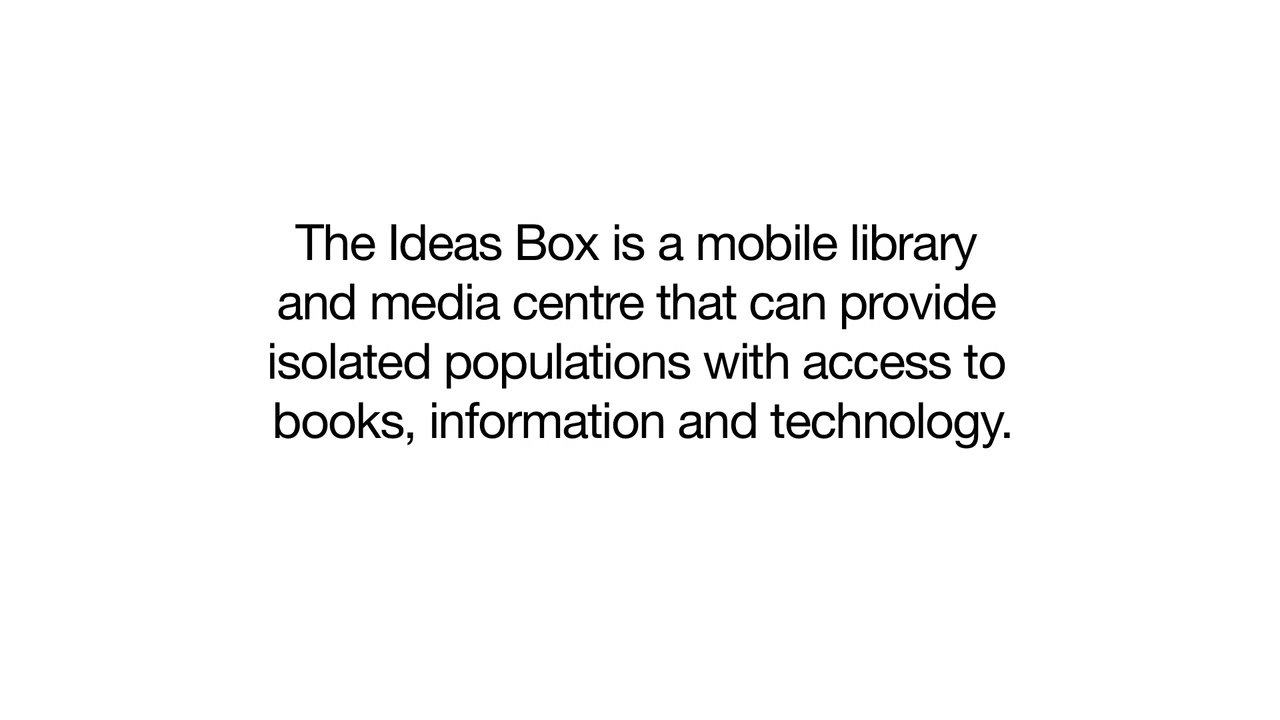 The Ideas Box is a mobile library
and media centre that can provide
isolated populations with access to
books, information and technology.